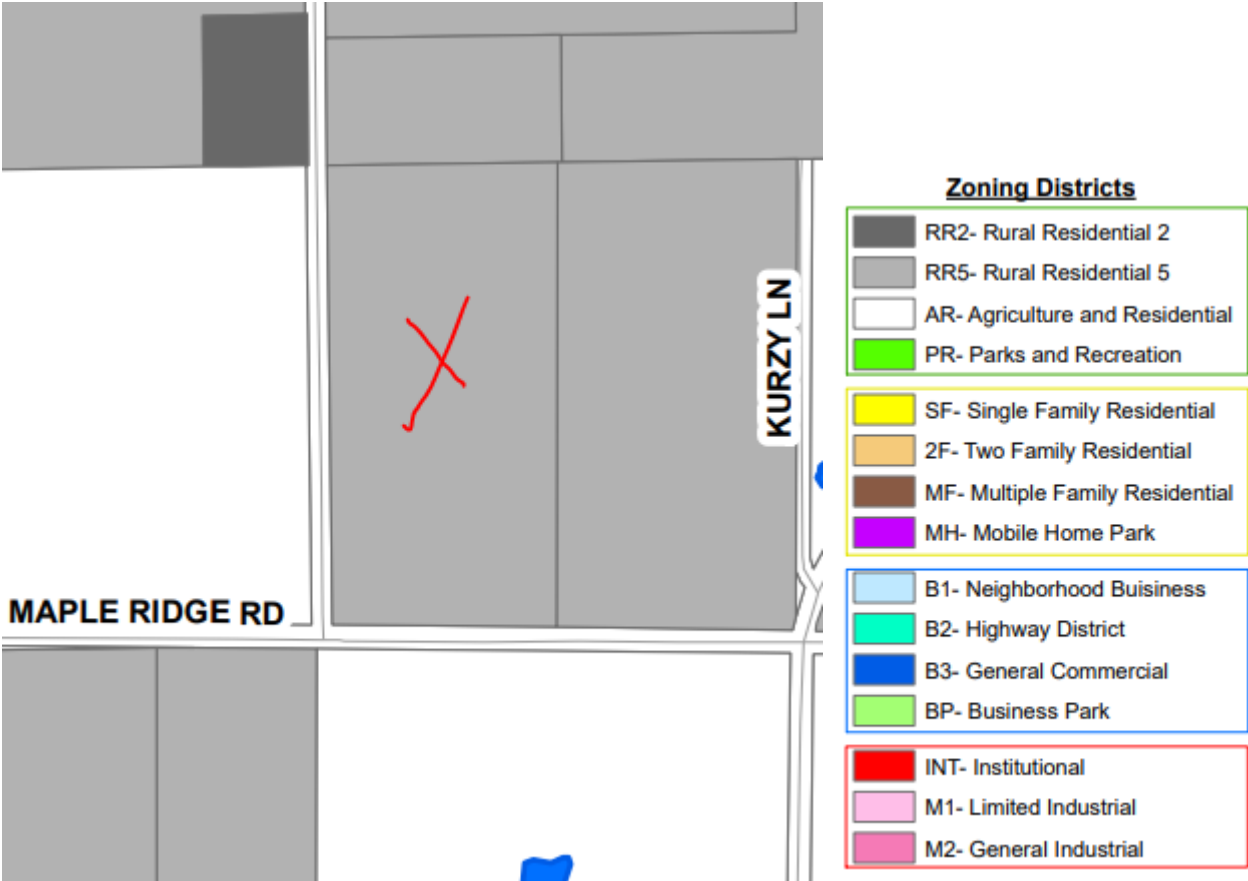 KURZY LN
MAPLE RIDGE RD
Zoning Districts
RR2- Rural Residential 2
RR5- Rural Residential 5
AR- Agriculture and Residential
PR- Parks and Recreation
SF- Single Family Residential
2F- Two Family Residential
MF- Multiple Family Residential
MH- Mobile Home Park
B1- Neighborhood Buisiness
B2- Highway District
B3- General Commercial
BP- Business Park
INT- Institutional
M1- Limited Industrial
M2- General Industrial